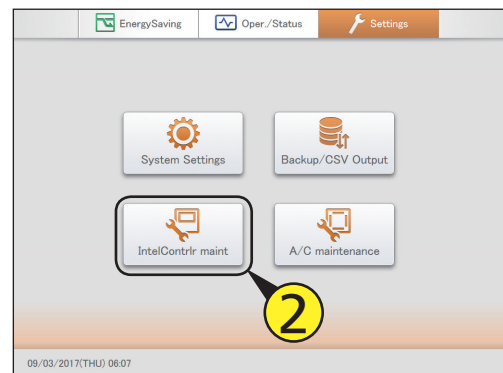 EnergySaving
Oper./Status
Settings
System Settings
Backup/CSV Output
IntelContrlr maint
A/C maintenance
2
09/03/2017(THU) 06:07